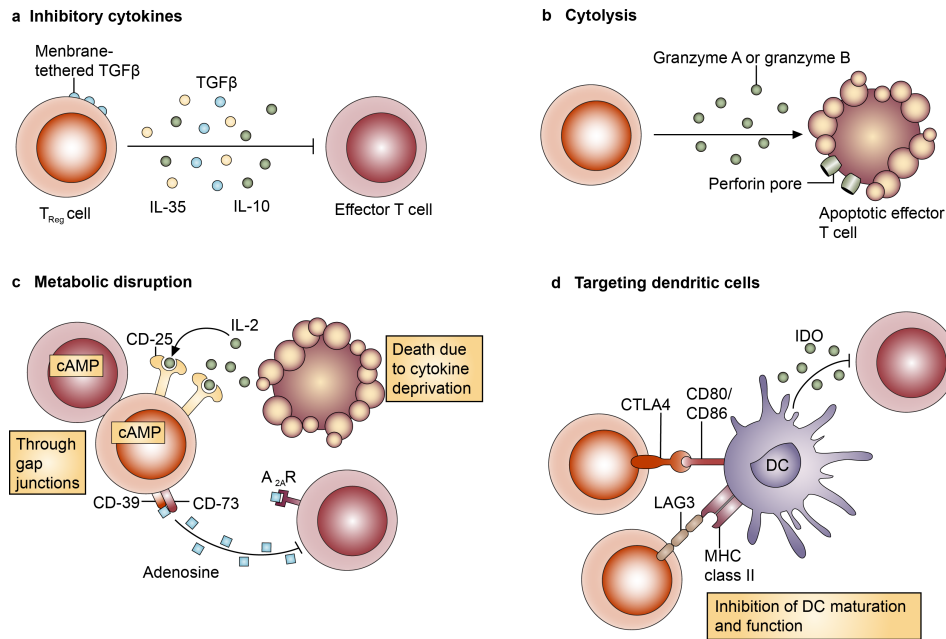 a Inhibitory cytokines
Menbrane-
tethered TGFβ
TGFβ
IL-35
IL-10
TReg cell
Effector T cell
b Cytolysis
Granzyme A or granzyme B
Perforin pore
Apoptotic effector
T cell
c Metabolic disruption
CD-25
IL-2
cAMP
cAMP
Death due
to cytokine
deprivation
Through
gap
junctions
CD-39
CD-73
A2AR
Adenosine
d Targeting dendritic cells
IDO
CTLA4
CD80/
CD86
DC
LAG3
MHC
class II
Inhibition of DC maturation
and function